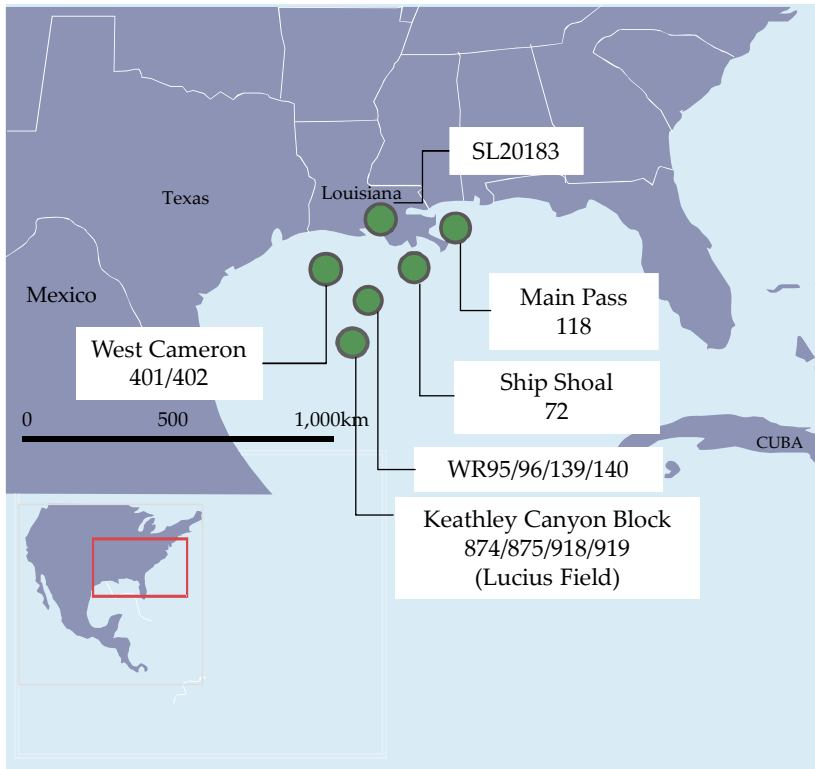 SL20183
Texas
Louisiana
Mexico
Main Pass
118
West Cameron
401/402
Ship Shoal
72
0 500 1,000km
CUBA
WR95/96/139/140
Keathley Canyon Block
874/875/918/919
(Lucius Field)